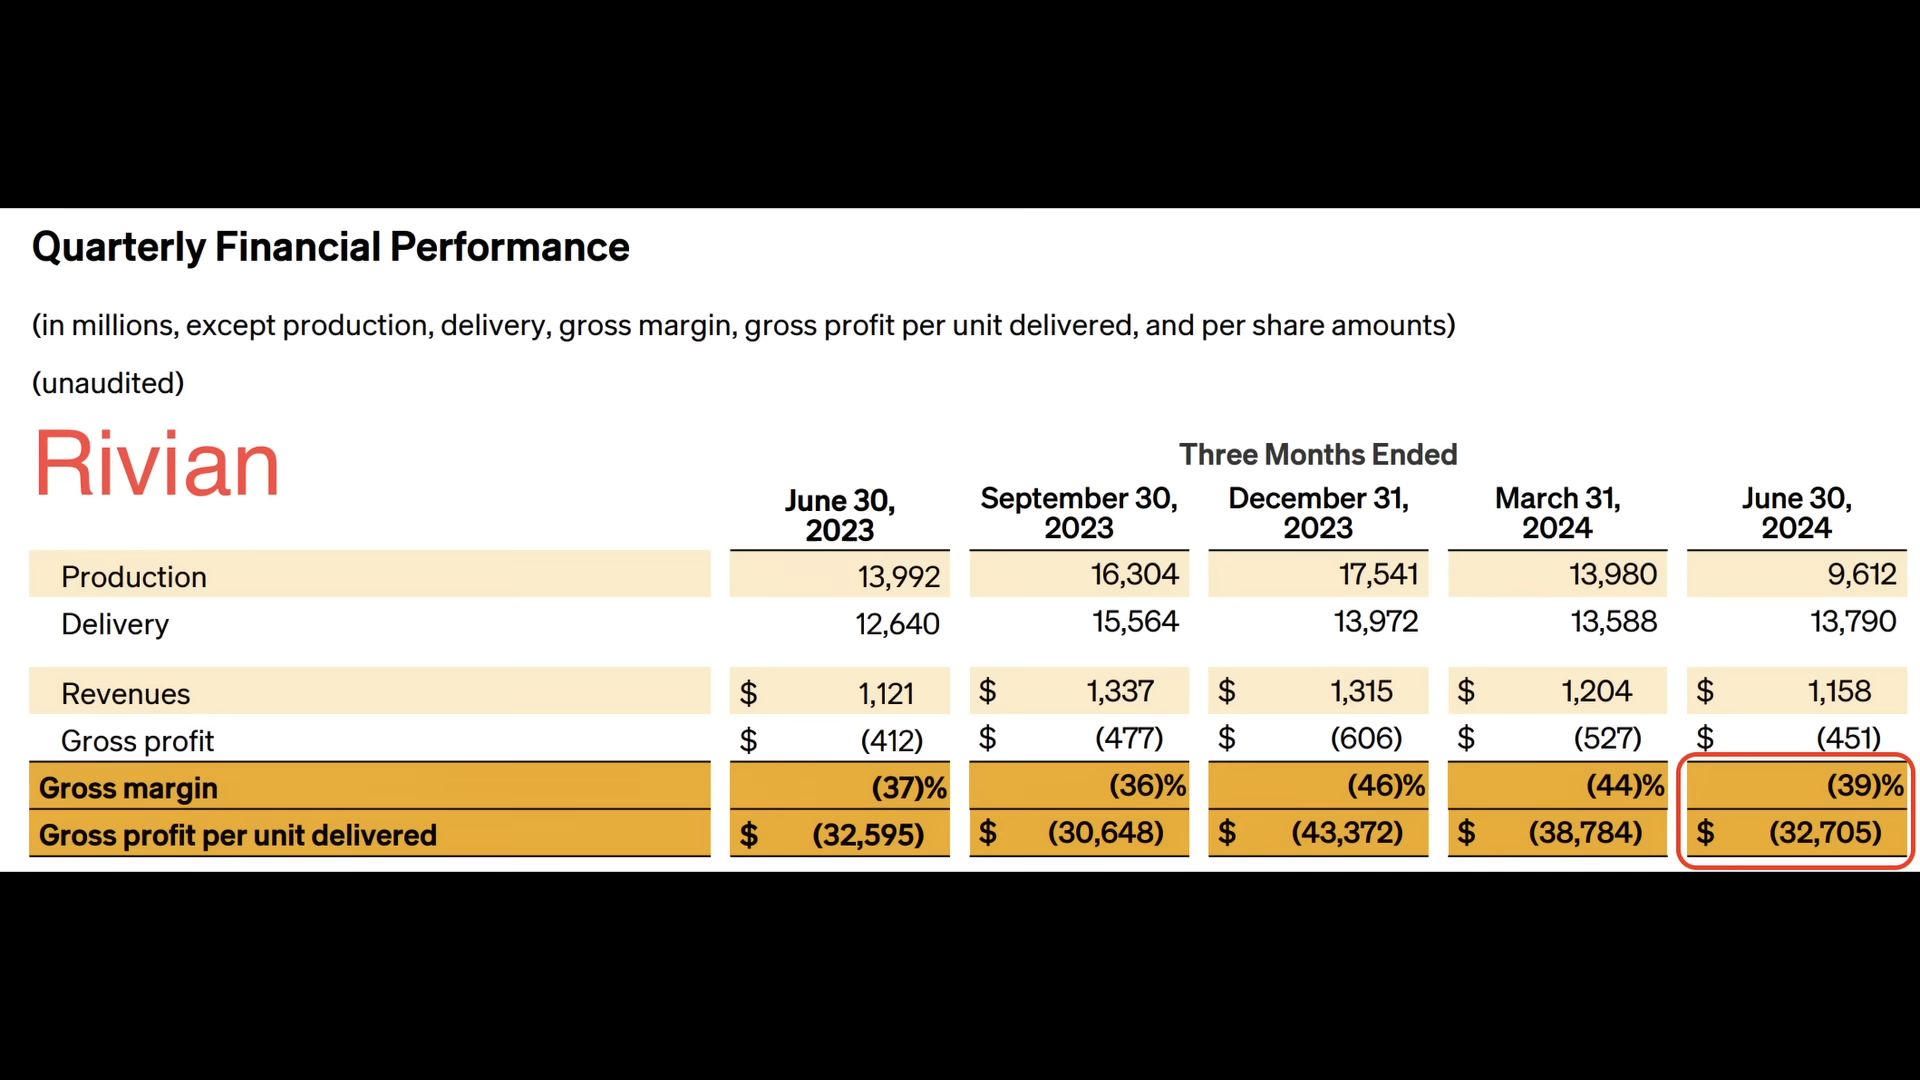 Quarterly Financial Performance
(in millions, except production, delivery, gross margin, gross profit per unit delivered, and per share amounts)
(unaudited)
Rivian
Three Months Ended
June 30, 2023 September 30, 2023 December 31, 2023 March 31, 2024 June 30, 2024
Production 13,992 16,304 17,541 13,980 9,612
Delivery 12,640 15,564 13,972 13,588 13,790
Revenues $ 1,121 $ 1,337 $ 1,315 $ 1,204 $ 1,158
Gross profit $ (412) $ (477) $ (606) $ (527) $ (451)
Gross margin (37)% (36)% (46)% (44)% (39)%
Gross profit per unit delivered $ (32,595) $ (30,648) $ (43,372) $ (38,784) $ (32,705)